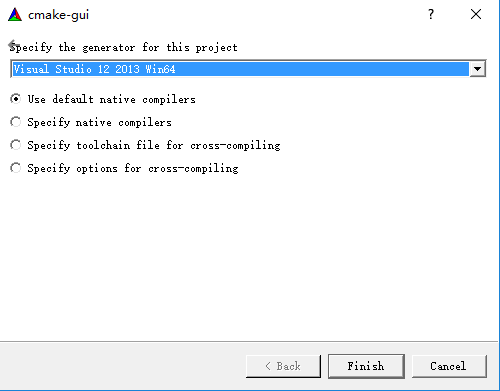 cmake-gui
?
Specify the generator for this project
Visual Studio 12 2013 Win64
Use default native compilers
Specify native compilers
Specify toolchain file for cross-compiling
Specify options for cross-compiling
< Back Finish Cancel